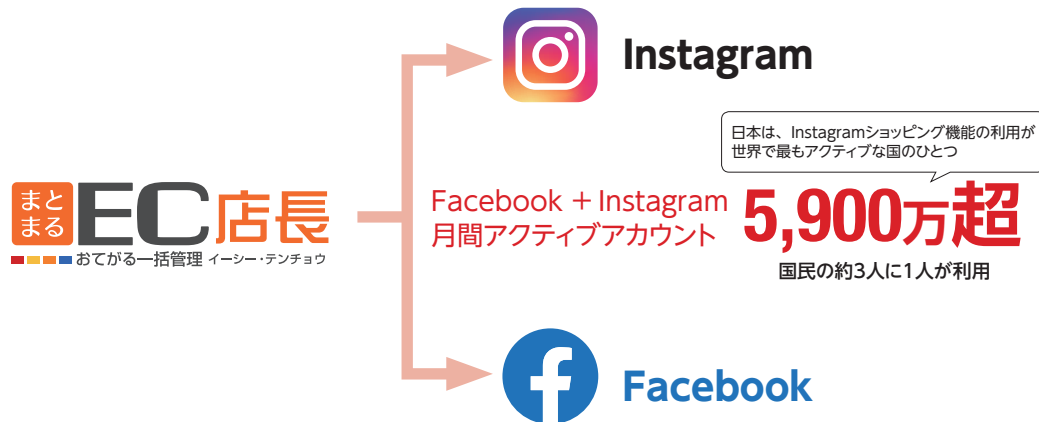 Instagram
日本は、Instagramショッピング機能の利用が
世界で最もアクティブな国のひとつ
まと
まる
EC店長
おてがる一括管理 イーシー・テンチョウ
Facebook + Instagram
月間アクティブアカウント
5,900万超
国民の約3人に1人が利用
Facebook